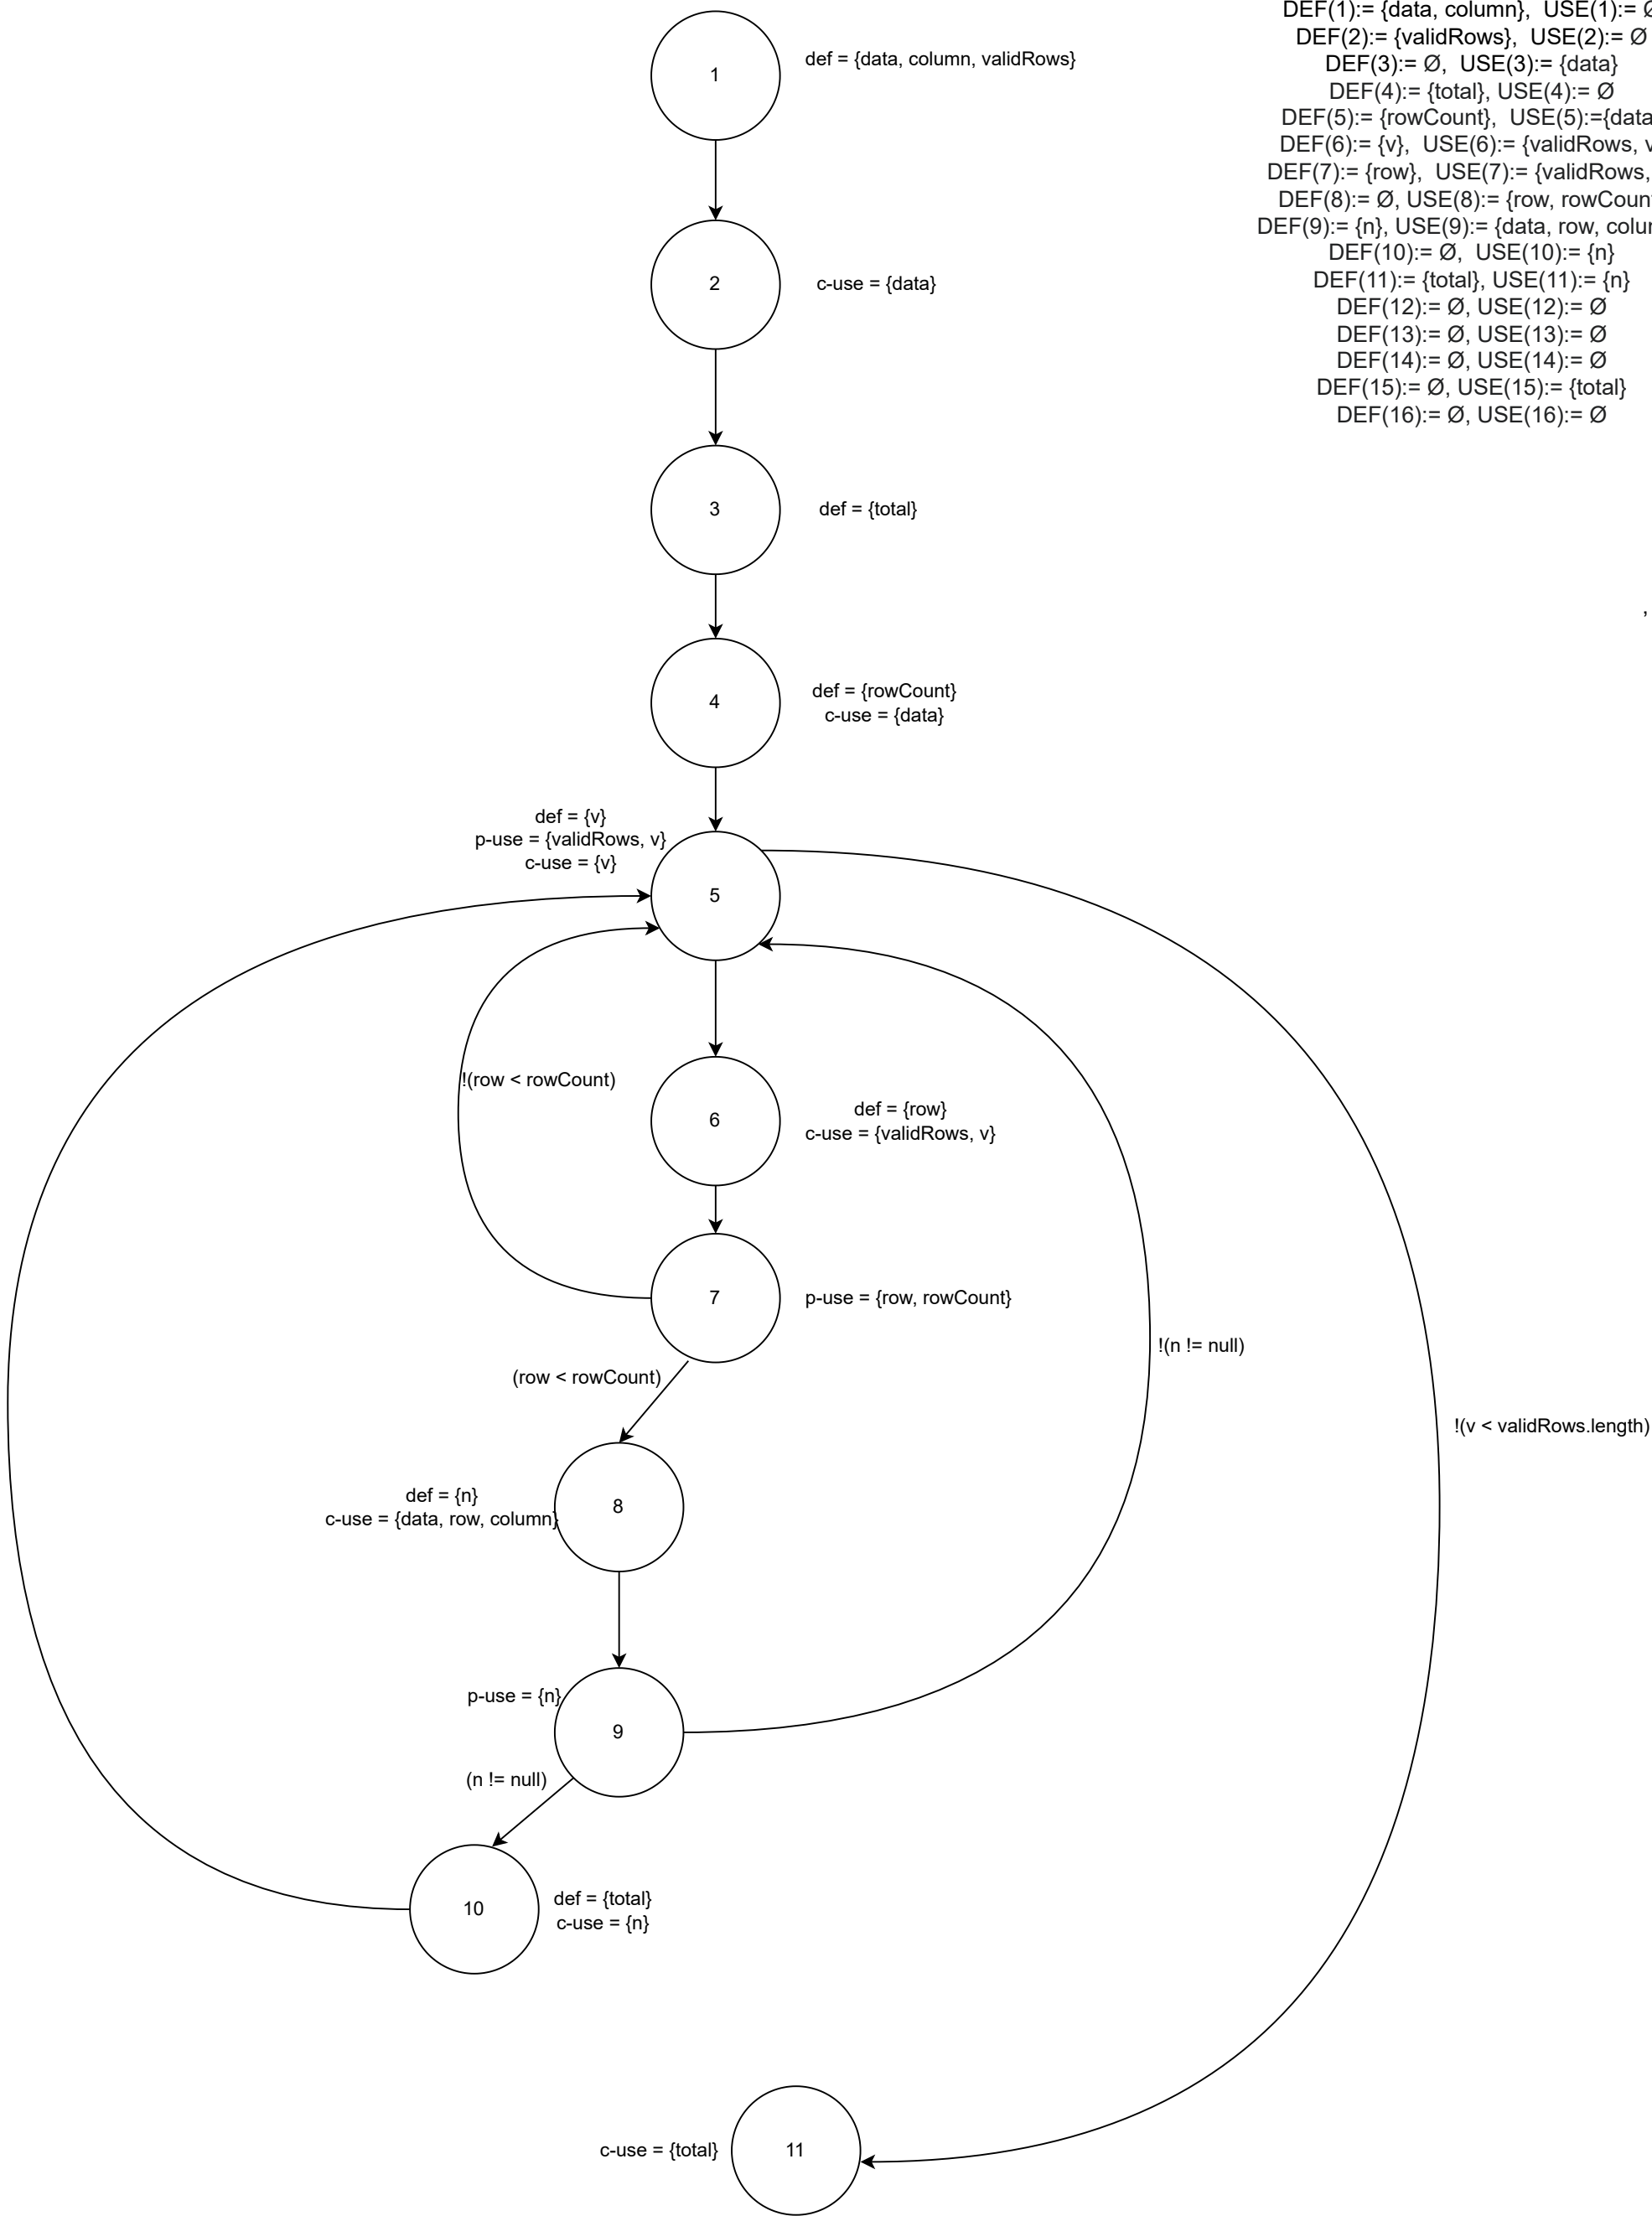 DEF(1):= {data, column}, USE(1):= Ø
DEF(2):= {validRows}, USE(2):= Ø
DEF(3):= Ø, USE(3):= {data}
DEF(4):= {total}, USE(4):= Ø
DEF(5):= {rowCount}, USE(5):={data
DEF(6):= {v}, USE(6):= {validRows, v
DEF(7):= {row}, USE(7):= {validRows,
DEF(8):= Ø, USE(8):= {row, rowCount
DEF(9):= {n}, USE(9):= {data, row, colu
DEF(10):= Ø, USE(10):= {n}
DEF(11):= {total}, USE(11):= {n}
DEF(12):= Ø, USE(12):= Ø
DEF(13):= Ø, USE(13):= Ø
DEF(14):= Ø, USE(14):= Ø
DEF(15):= Ø, USE(15):= {total}
DEF(16):= Ø, USE(16):= Ø
,
1
def = {data, column, validRows}
2
c-use = {data}
3
def = {total}
4
def = {rowCount}
c-use = {data}
def = {v}
p-use = {validRows, v}
c-use = {v}
5
!(row < rowCount)
6
def = {row}
c-use = {validRows, v}
7
p-use = {row, rowCount}
!(n != null)
(row < rowCount)
!(v < validRows.length)
def = {n}
c-use = {data, row, column}
8
p-use = {n}
9
(n != null)
10
def = {total}
c-use = {n}
c-use = {total}
11